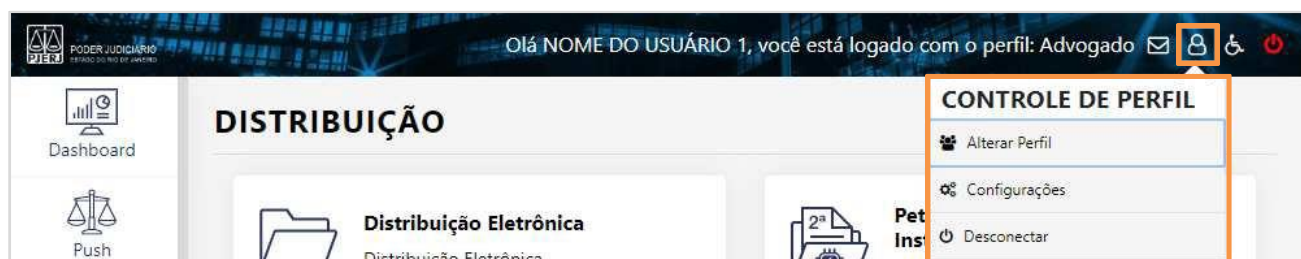 PODER JUDICIÁRIO
PJERJ ESTADO DO RIO DE JANEIRO
Olá NOME DO USUÁRIO 1, você está logado com o perfil: Advogado
CONTROLE DE PERFIL
Alterar Perfil
Configurações
Desconectar
Dashboard
Push
DISTRIBUIÇÃO
Distribuição Eletrônica
Distribuição Eletrônica
2ª
Pet
Inst